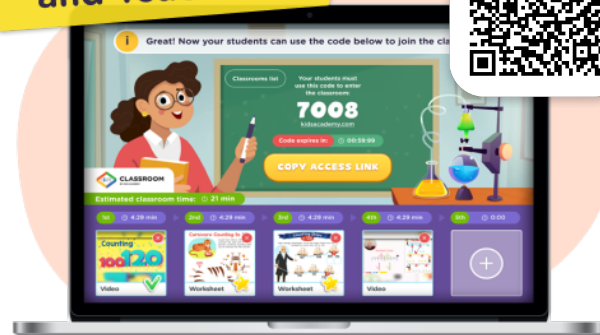 and
Great! Now your students can use the code below to join the cla
Classrooms list
Your students must
use this code to enter
the classroom:
7008
kidsacademy.com
Code expires in:
00:59:99
COPY ACCESS LINK
CLASSROOM
Estimated classroom time: 21 min
1st 4:29 min
2nd 4:29 min
3rd 4:29 min
4th 4:29 min
5th 0:00
Counting
100 120
Video
Worksheet
Worksheet
Video